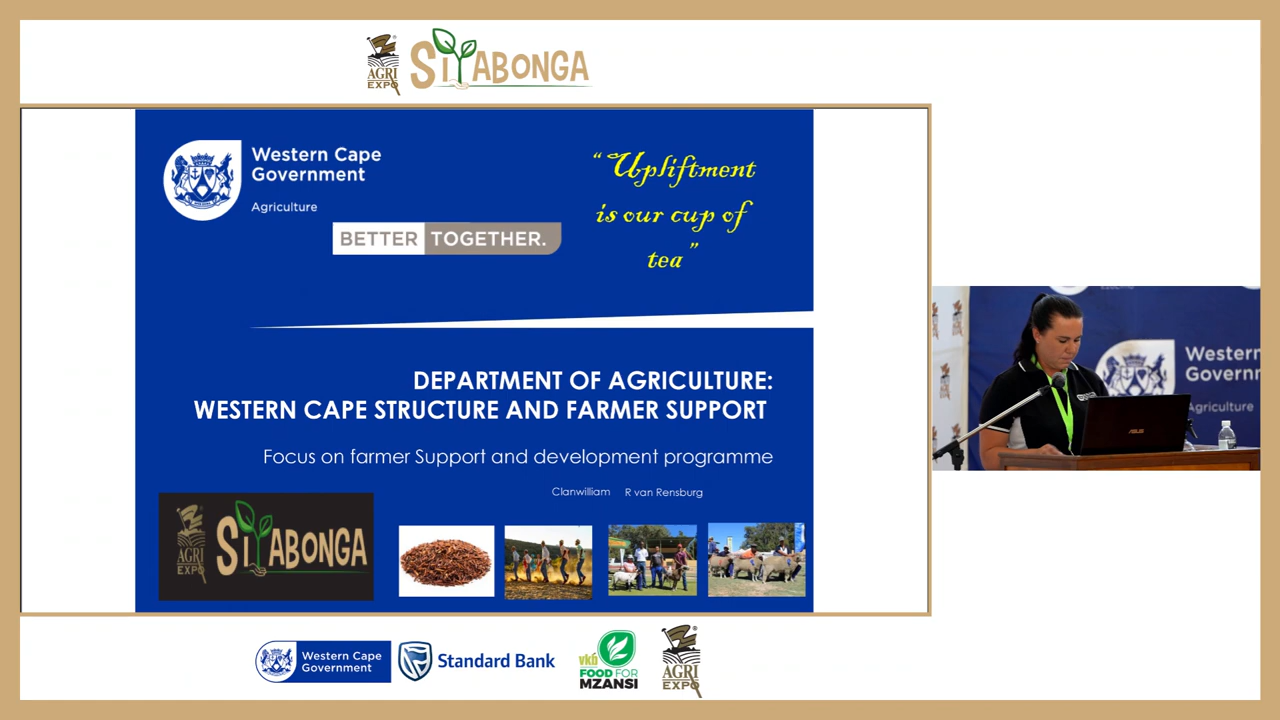 AGRI
EXPO
®
SIYABONGA
Western Cape
Government
Agriculture
BETTER TOGETHER.
“Upliftment
is our cup of
tea”
DEPARTMENT OF AGRICULTURE:
WESTERN CAPE STRUCTURE AND FARMER SUPPORT
Focus on farmer Support and development programme
Clanwilliam R van Rensburg
AGRI
EXPO
SIYABONGA
Western
Governm
Agriculture
ASUS
Western Cape
Government
Standard Bank
vkb
FOOD FOR
MZANSI
AGRI
EXPO
®